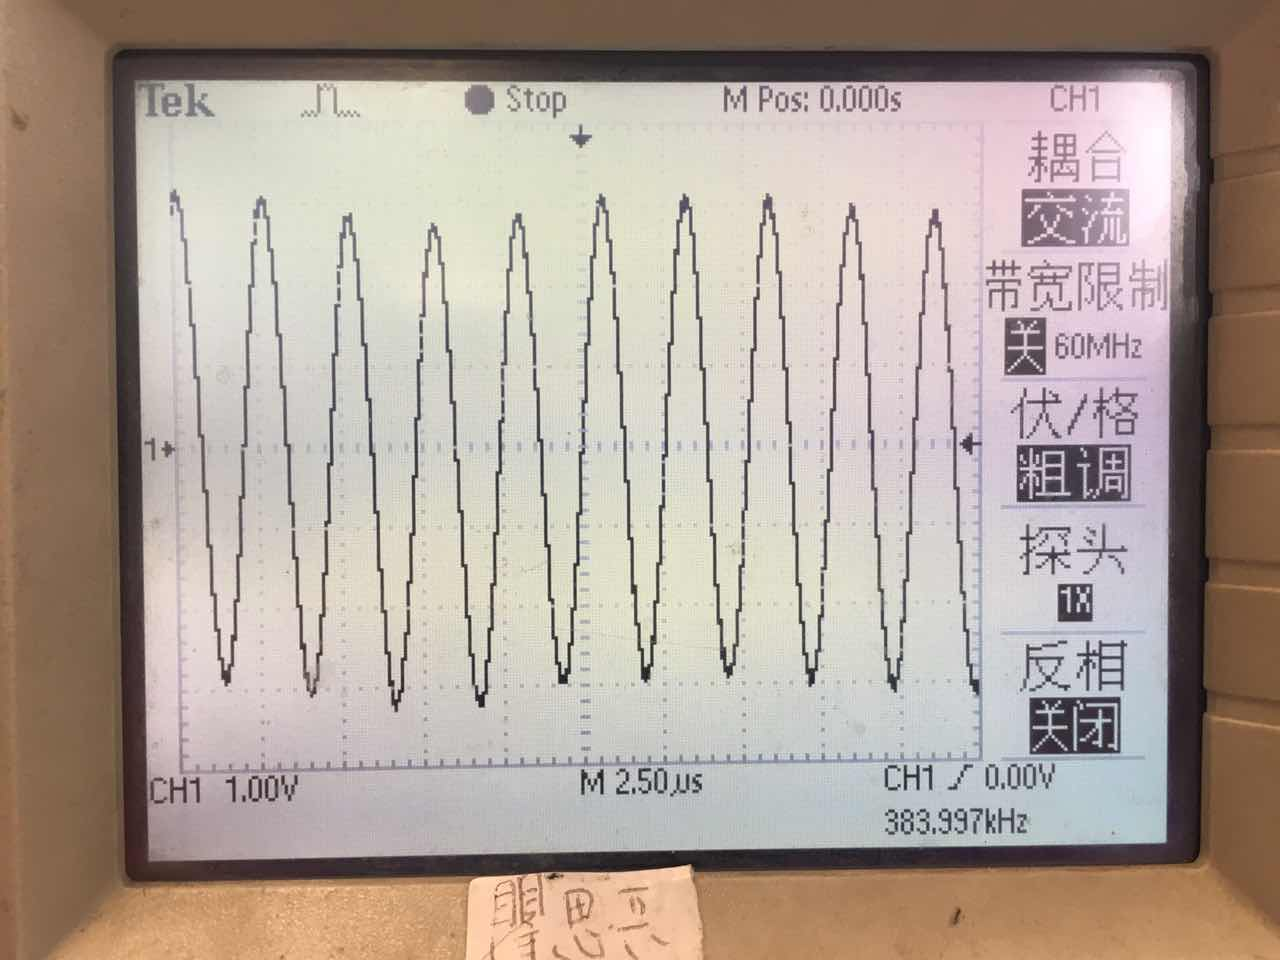 Tek Stop M Pos: 0.000s CH1
耦合
交流
带宽限制
关 60MHz
伏/格
粗调
探头
1X
反相
关闭
1
CH1 1.00V M 2.50µs CH1 0.00V
383.997kHz